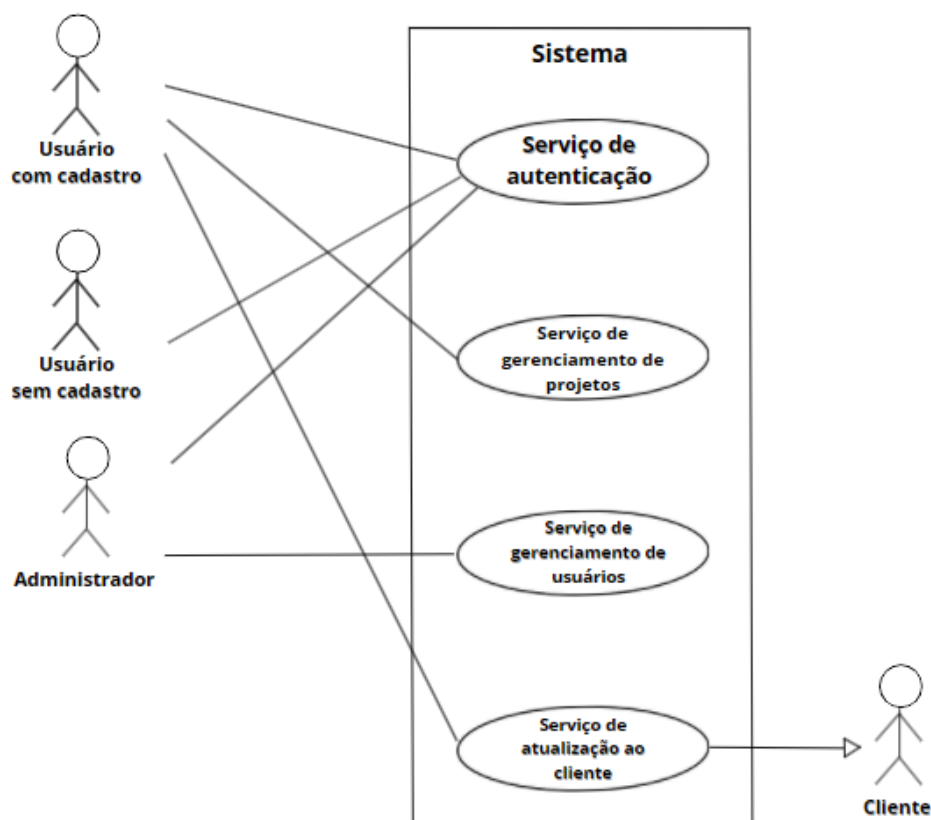 Sistema
Usuário
com cadastro
Serviço de
autenticação
Usuário
sem cadastro
Serviço de
gerenciamento de
projetos
Administrador
Serviço de
gerenciamento de
usuários
Serviço de
atualização ao
cliente
Cliente